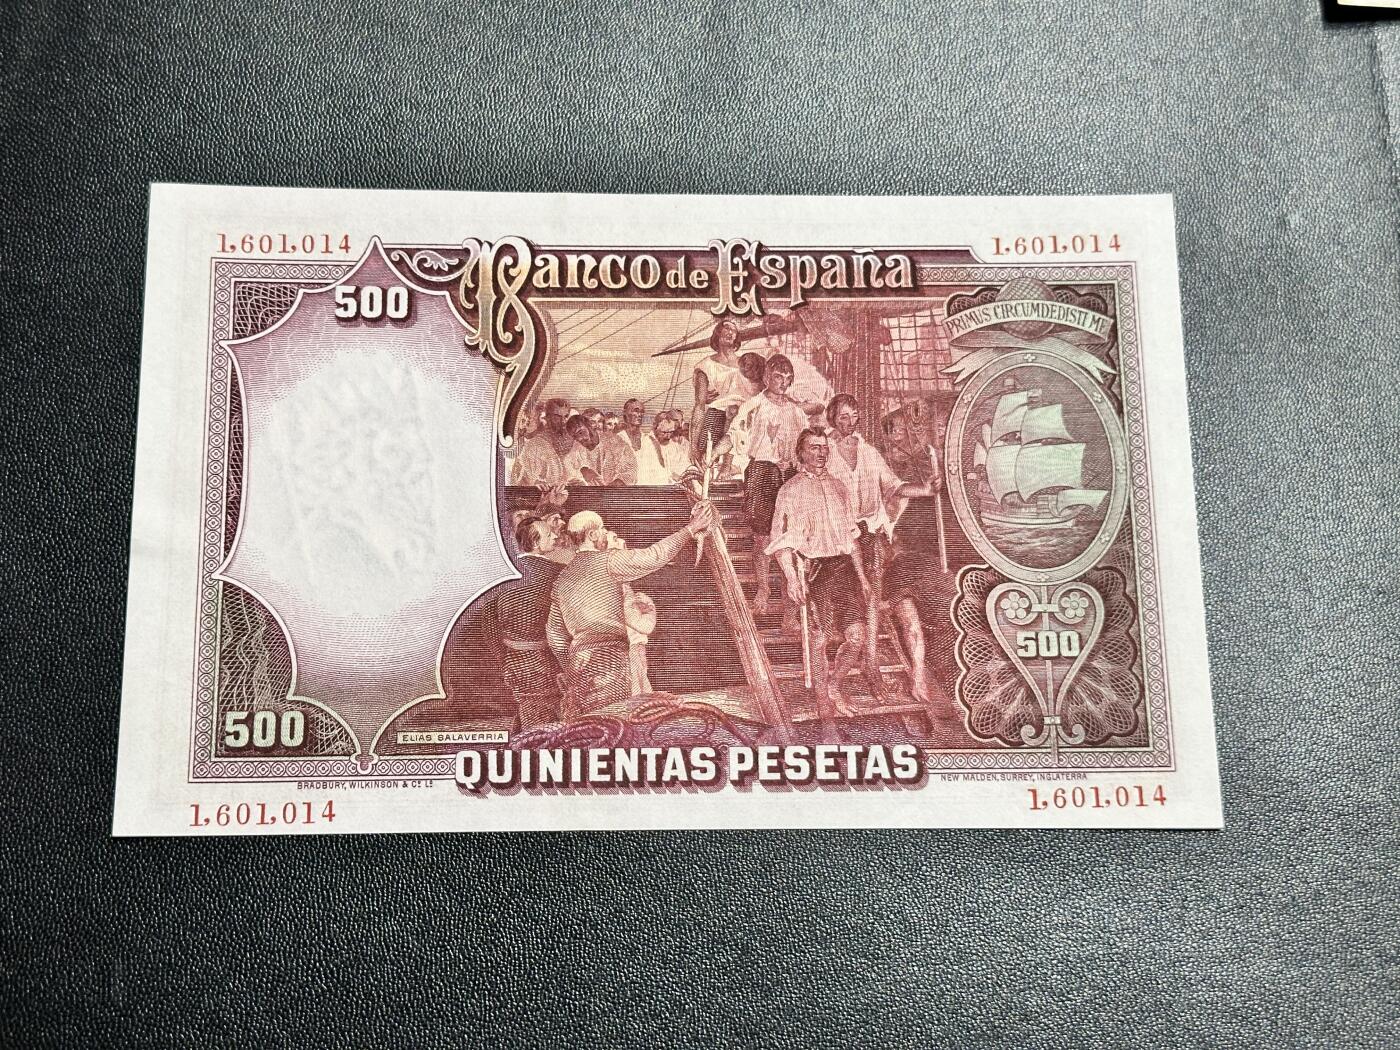 1,601,014
1,601,014
Banco de España
500
PRIMUS CIRCUMDEDISTI ME
500
500
ELIAS SALAVERRIA
QUINIENTAS PESETAS
BRADBURY, WILKINSON & Cº Lº
NEW MALDEN, SURREY, INGLATERRA
1,601,014
1,601,014